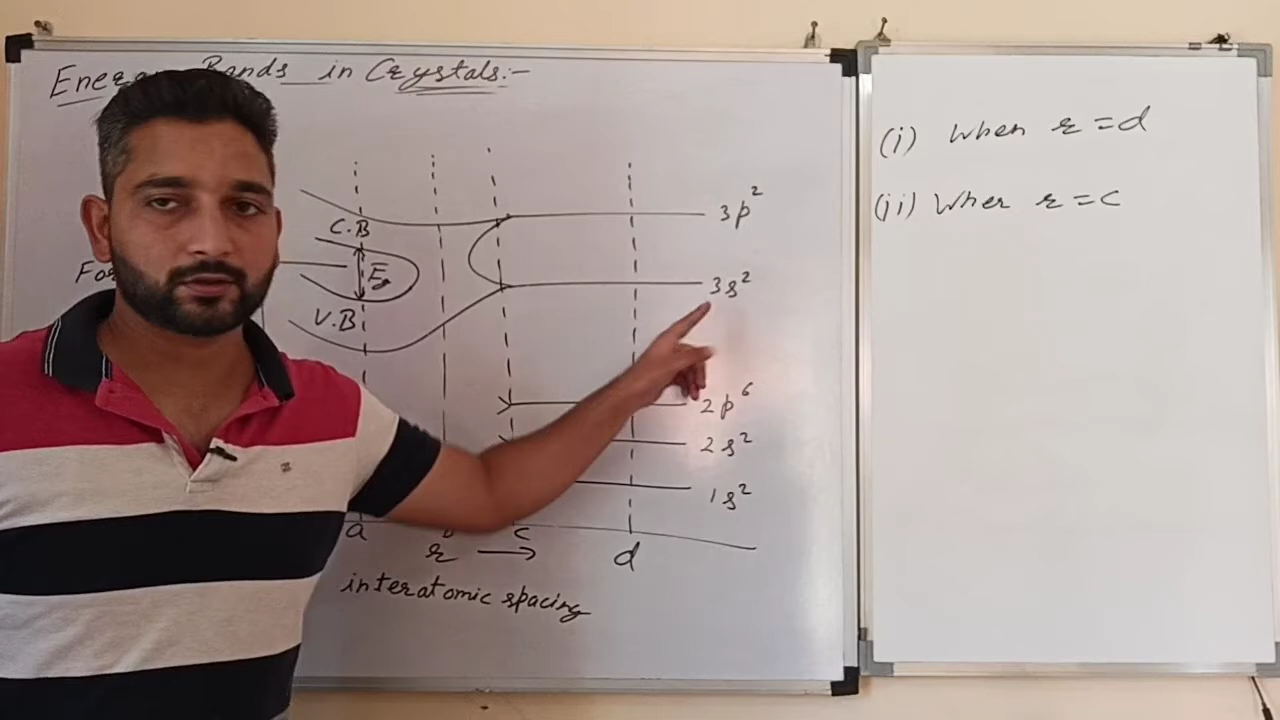 Bands in Crystals:-
3p²
C.B
Eg
3s²
V.B
2p⁶
2s²
1s²
a c d
r →
interatomic spacing
(i) When r = d
(ii) When r = c